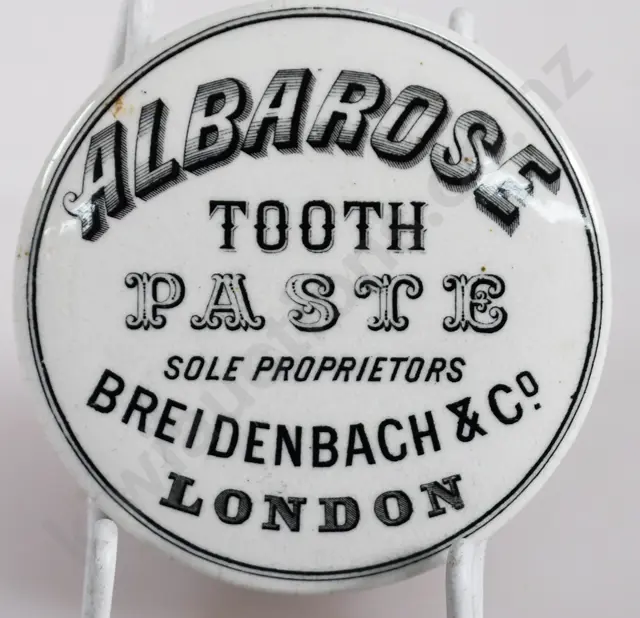 ALBAROSE
TOOTH
PASTE
SOLE PROPRIETORS
BREIDENBACH & CO
LONDON